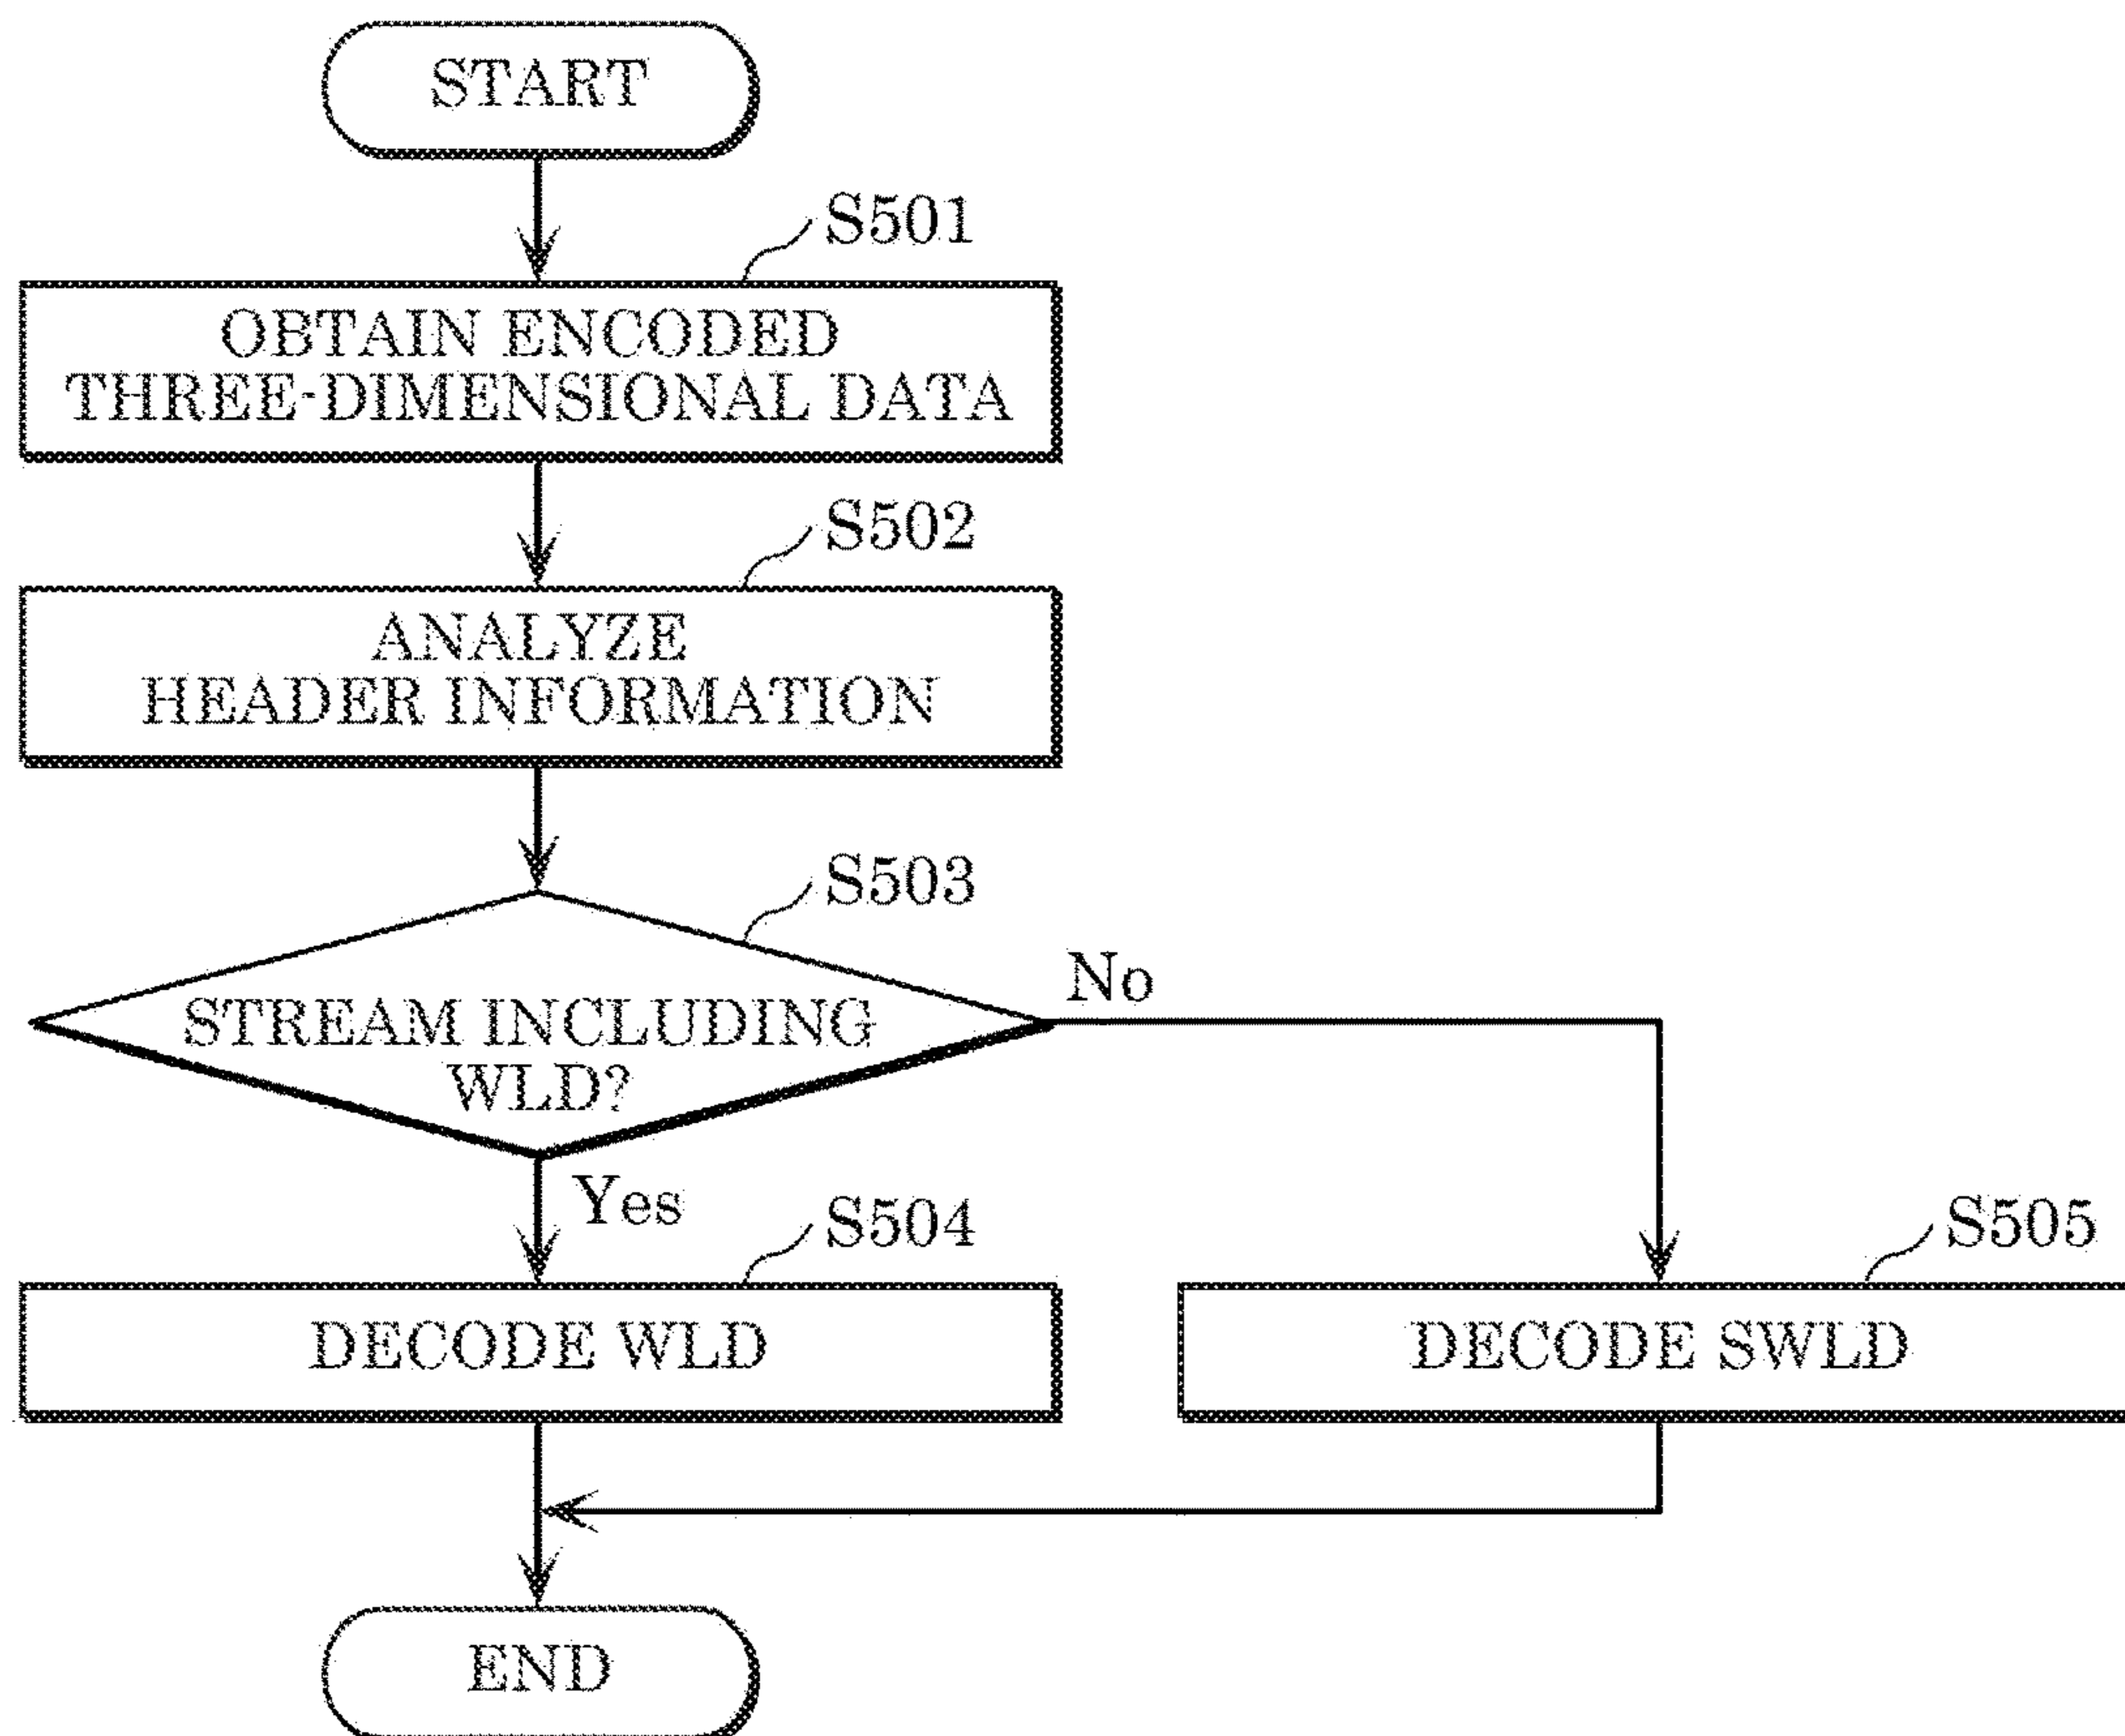 START
S501
OBTAIN ENCODED
THREE-DIMENSIONAL DATA
S502
ANALYZE
HEADER INFORMATION
S503
STREAM INCLUDING
WLD?
No
Yes
S504
DECODE WLD
S505
DECODE SWLD
END